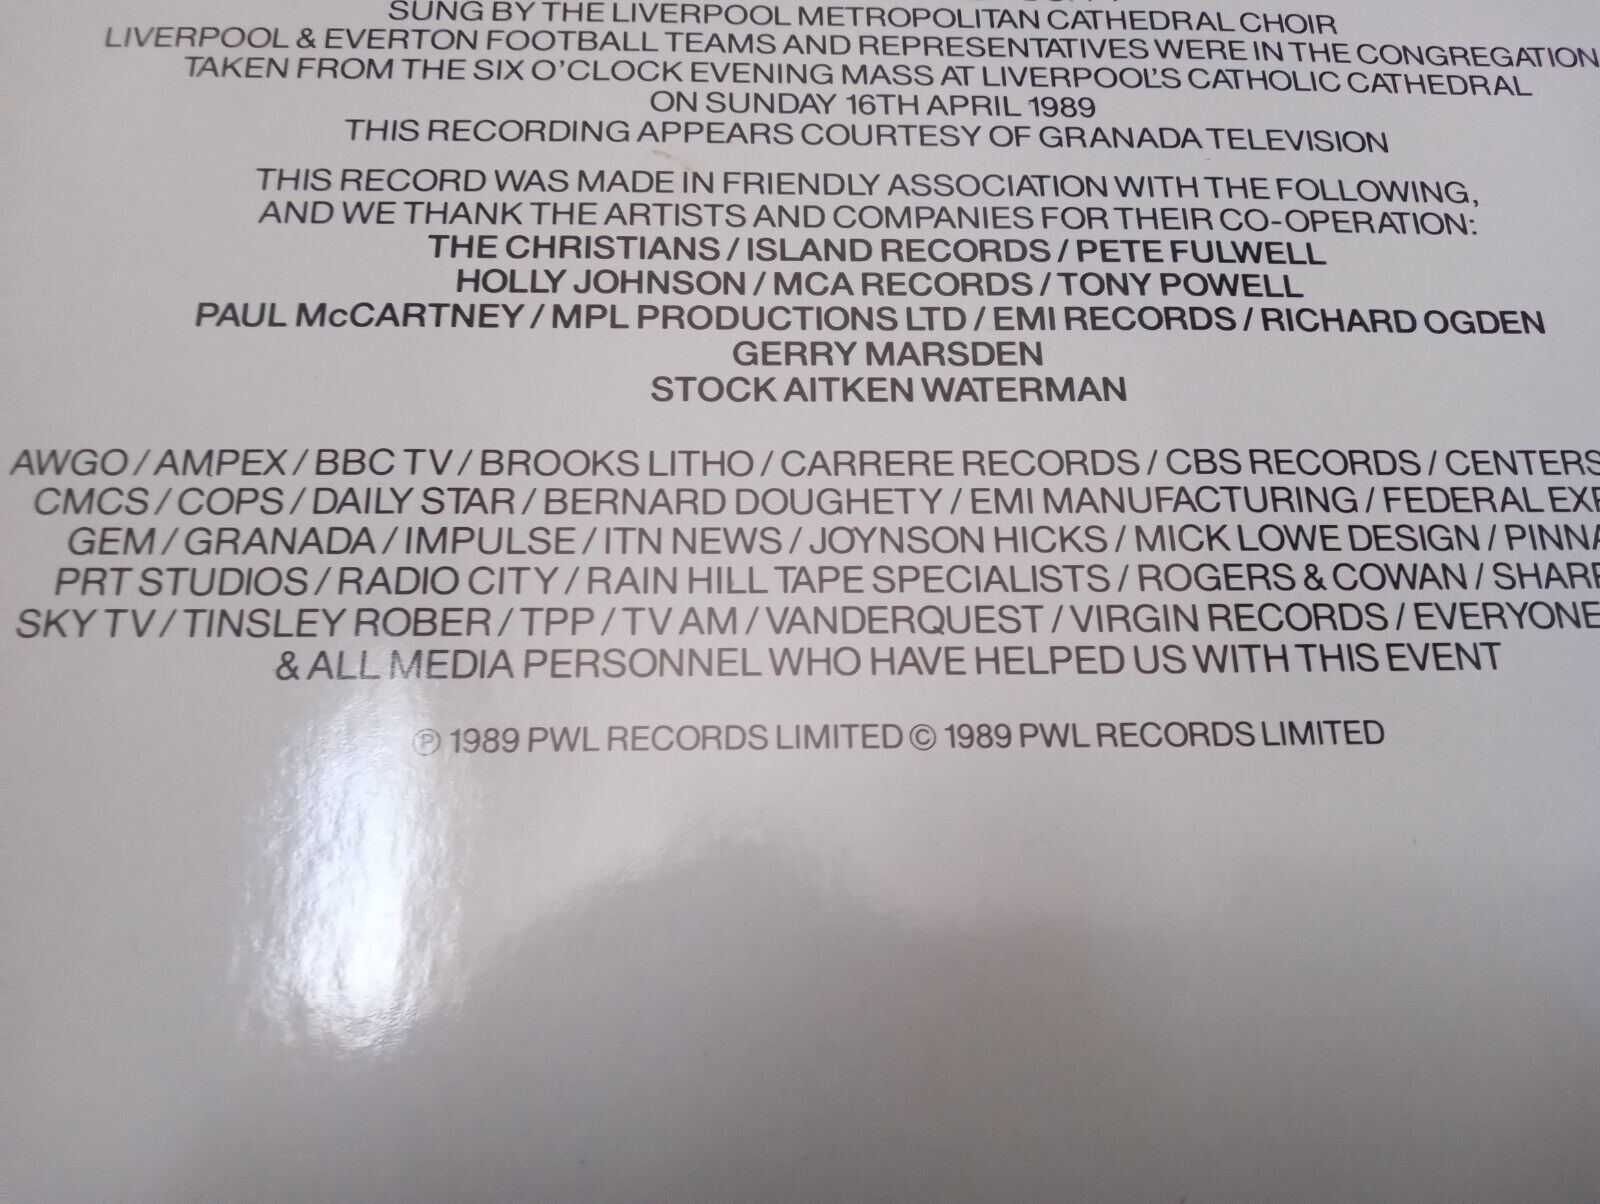 SUNG BY THE LIVERPOOL METROPOLITAN CATHEDRAL CHOIR
LIVERPOOL & EVERTON FOOTBALL TEAMS AND REPRESENTATIVES WERE IN THE CONGREGATION
TAKEN FROM THE SIX O'CLOCK EVENING MASS AT LIVERPOOL'S CATHOLIC CATHEDRAL
ON SUNDAY 16TH APRIL 1989
THIS RECORDING APPEARS COURTESY OF GRANADA TELEVISION
THIS RECORD WAS MADE IN FRIENDLY ASSOCIATION WITH THE FOLLOWING,
AND WE THANK THE ARTISTS AND COMPANIES FOR THEIR CO-OPERATION:
THE CHRISTIANS / ISLAND RECORDS / PETE FULWELL
HOLLY JOHNSON / MCA RECORDS / TONY POWELL
PAUL McCARTNEY / MPL PRODUCTIONS LTD / EMI RECORDS / RICHARD OGDEN
GERRY MARSDEN
STOCK AITKEN WATERMAN
AWGO / AMPEX / BBC TV / BROOKS LITHO / CARRERE RECORDS / CBS RECORDS / CENTERS
CMCS / COPS / DAILY STAR / BERNARD DOUGHETY / EMI MANUFACTURING / FEDERAL EXP
GEM / GRANADA / IMPULSE / ITN NEWS / JOYNSON HICKS / MICK LOWE DESIGN / PINNA
PRT STUDIOS / RADIO CITY / RAIN HILL TAPE SPECIALISTS / ROGERS & COWAN / SHARP
SKY TV / TINSLEY ROBER / TPP / TV AM / VANDERQUEST / VIRGIN RECORDS / EVERYONE
& ALL MEDIA PERSONNEL WHO HAVE HELPED US WITH THIS EVENT
℗ 1989 PWL RECORDS LIMITED © 1989 PWL RECORDS LIMITED